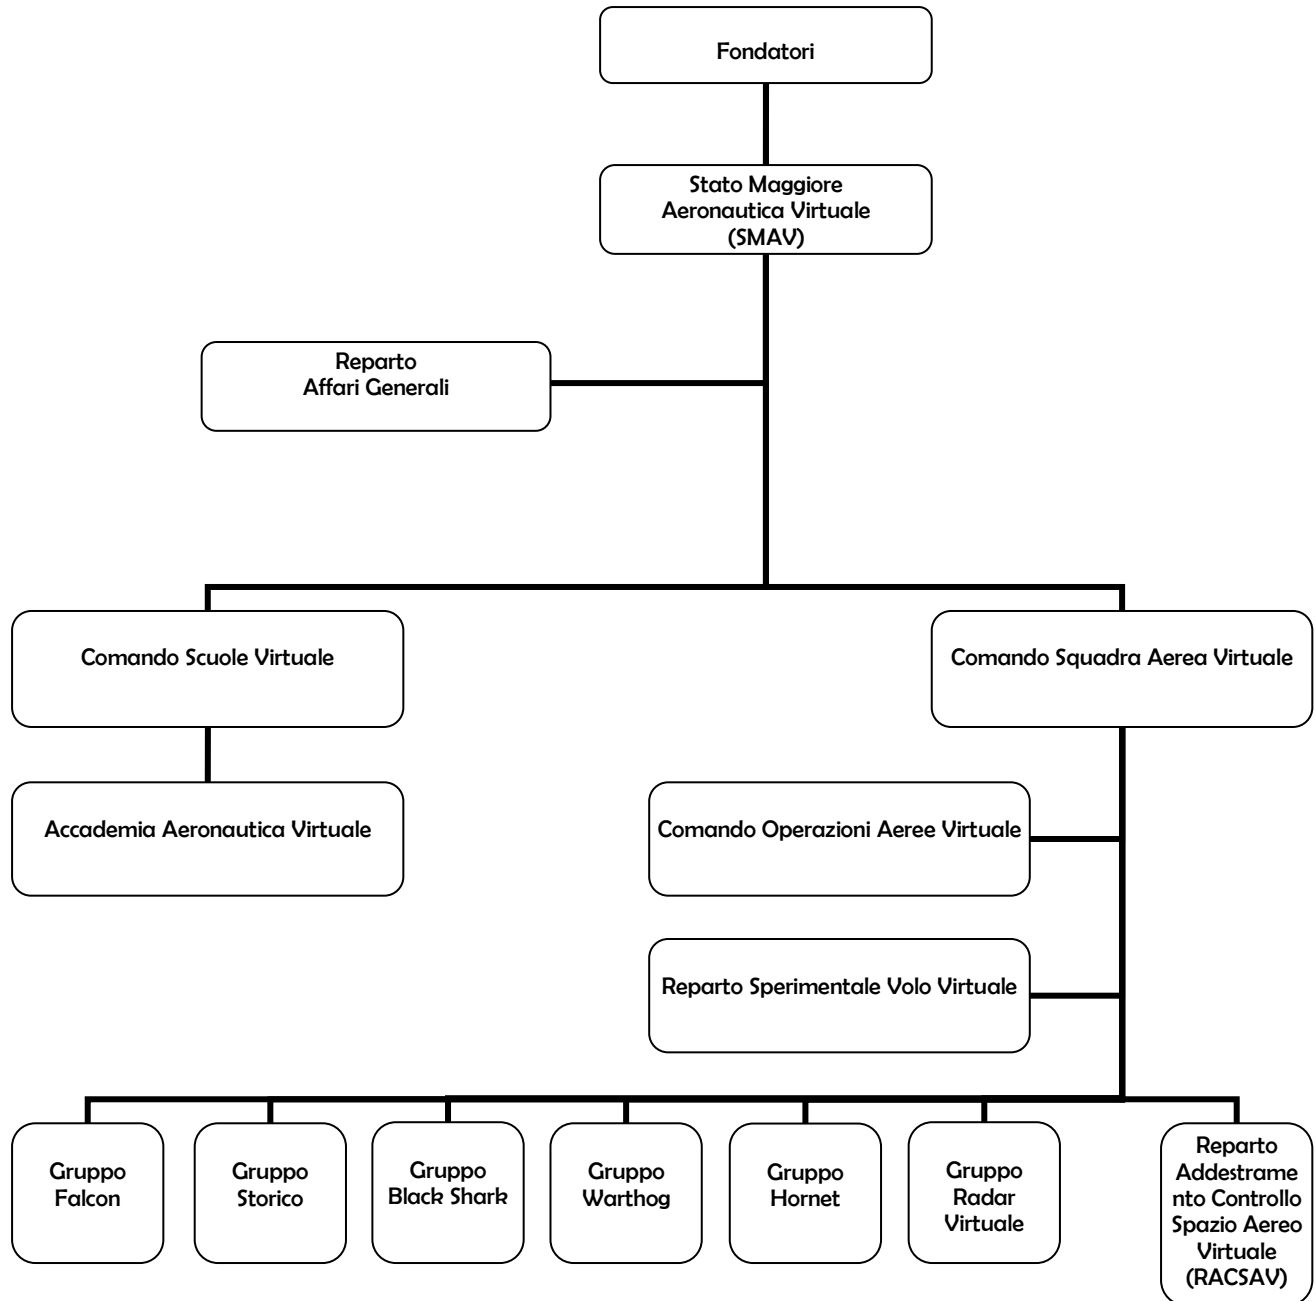 Fondatori
Stato Maggiore
Aeronautica Virtuale
(SMAV)
Reparto
Affari Generali
Comando Scuole Virtuale
Comando Squadra Aerea Virtuale
Accademia Aeronautica Virtuale
Comando Operazioni Aeree Virtuale
Reparto Sperimentale Volo Virtuale
Gruppo
Falcon
Gruppo
Storico
Gruppo
Black Shark
Gruppo
Warthog
Gruppo
Hornet
Gruppo
Radar
Virtuale
Reparto
Addestrame
nto Controllo
Spazio Aereo
Virtuale
(RACSAV)